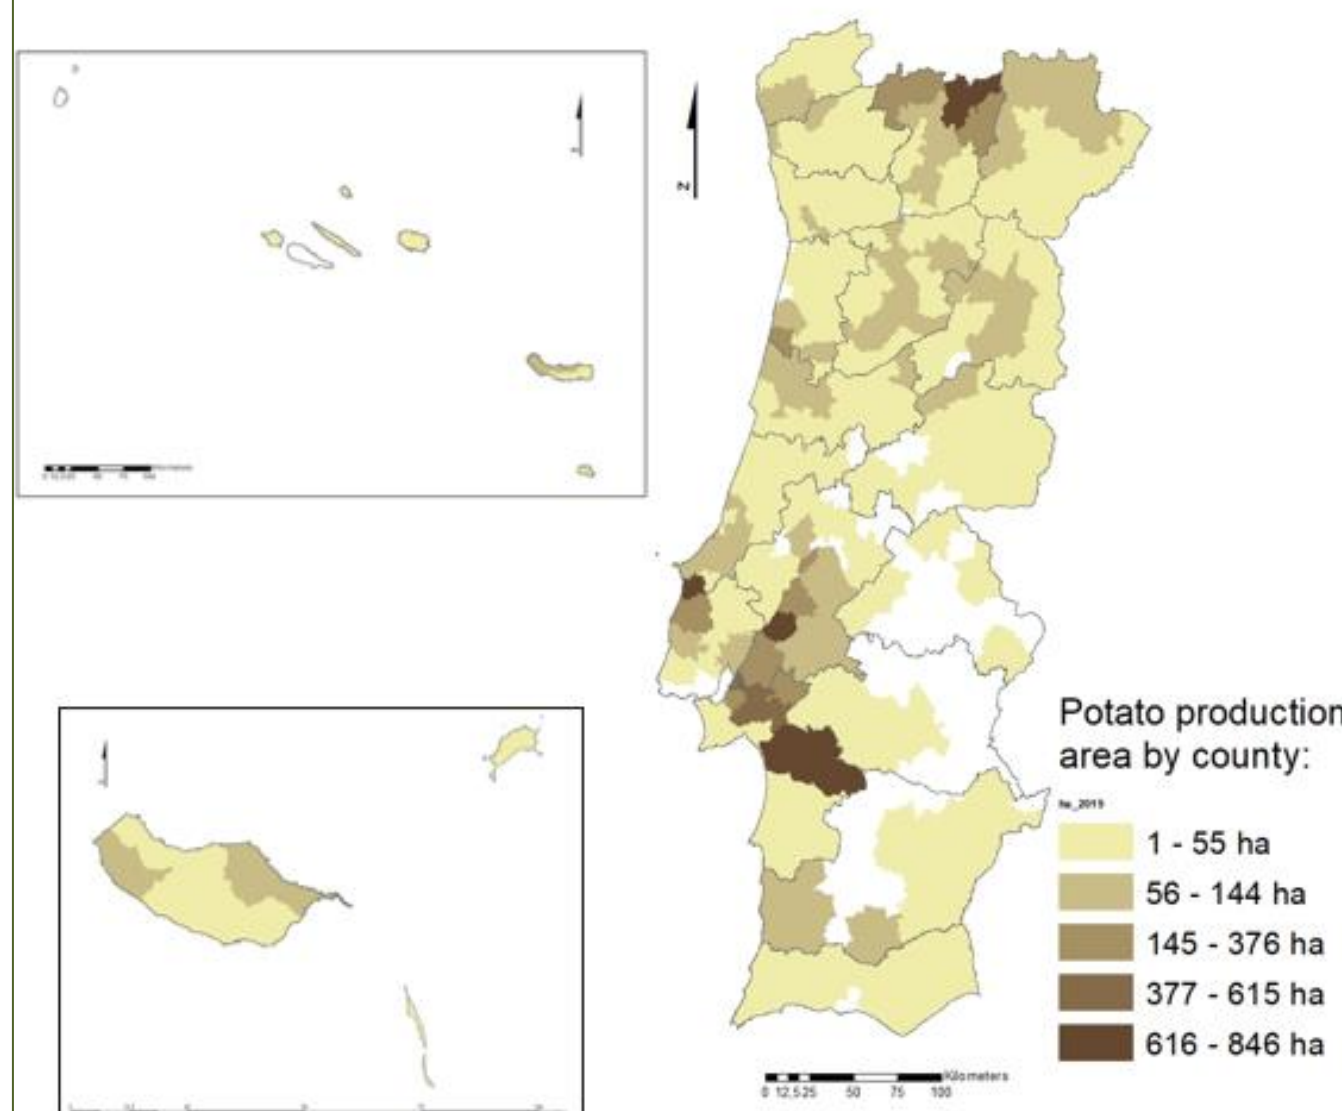 Z
Potato production
area by county:
ha_2015
1 - 55 ha
56 - 144 ha
145 - 376 ha
377 - 615 ha
616 - 846 ha
Kilometers
0 12,525 50 75 100